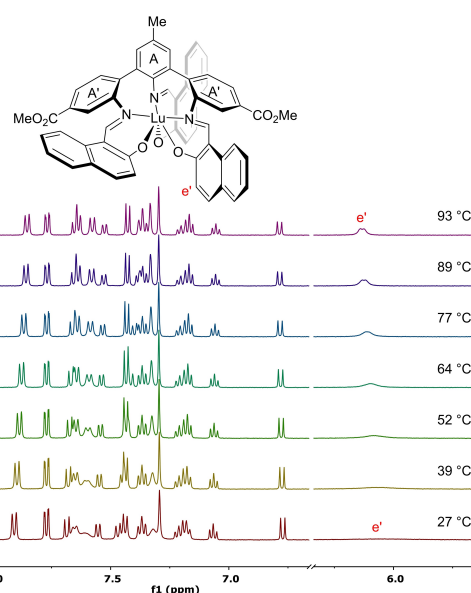 Me
A
A'
A'
MeO₂C
N
N
Lu
N
CO₂Me
O
O
O
e'
e'
93 °C
89 °C
77 °C
64 °C
52 °C
39 °C
e'
27 °C
0
7.5
7.0
6.0
f1 (ppm)